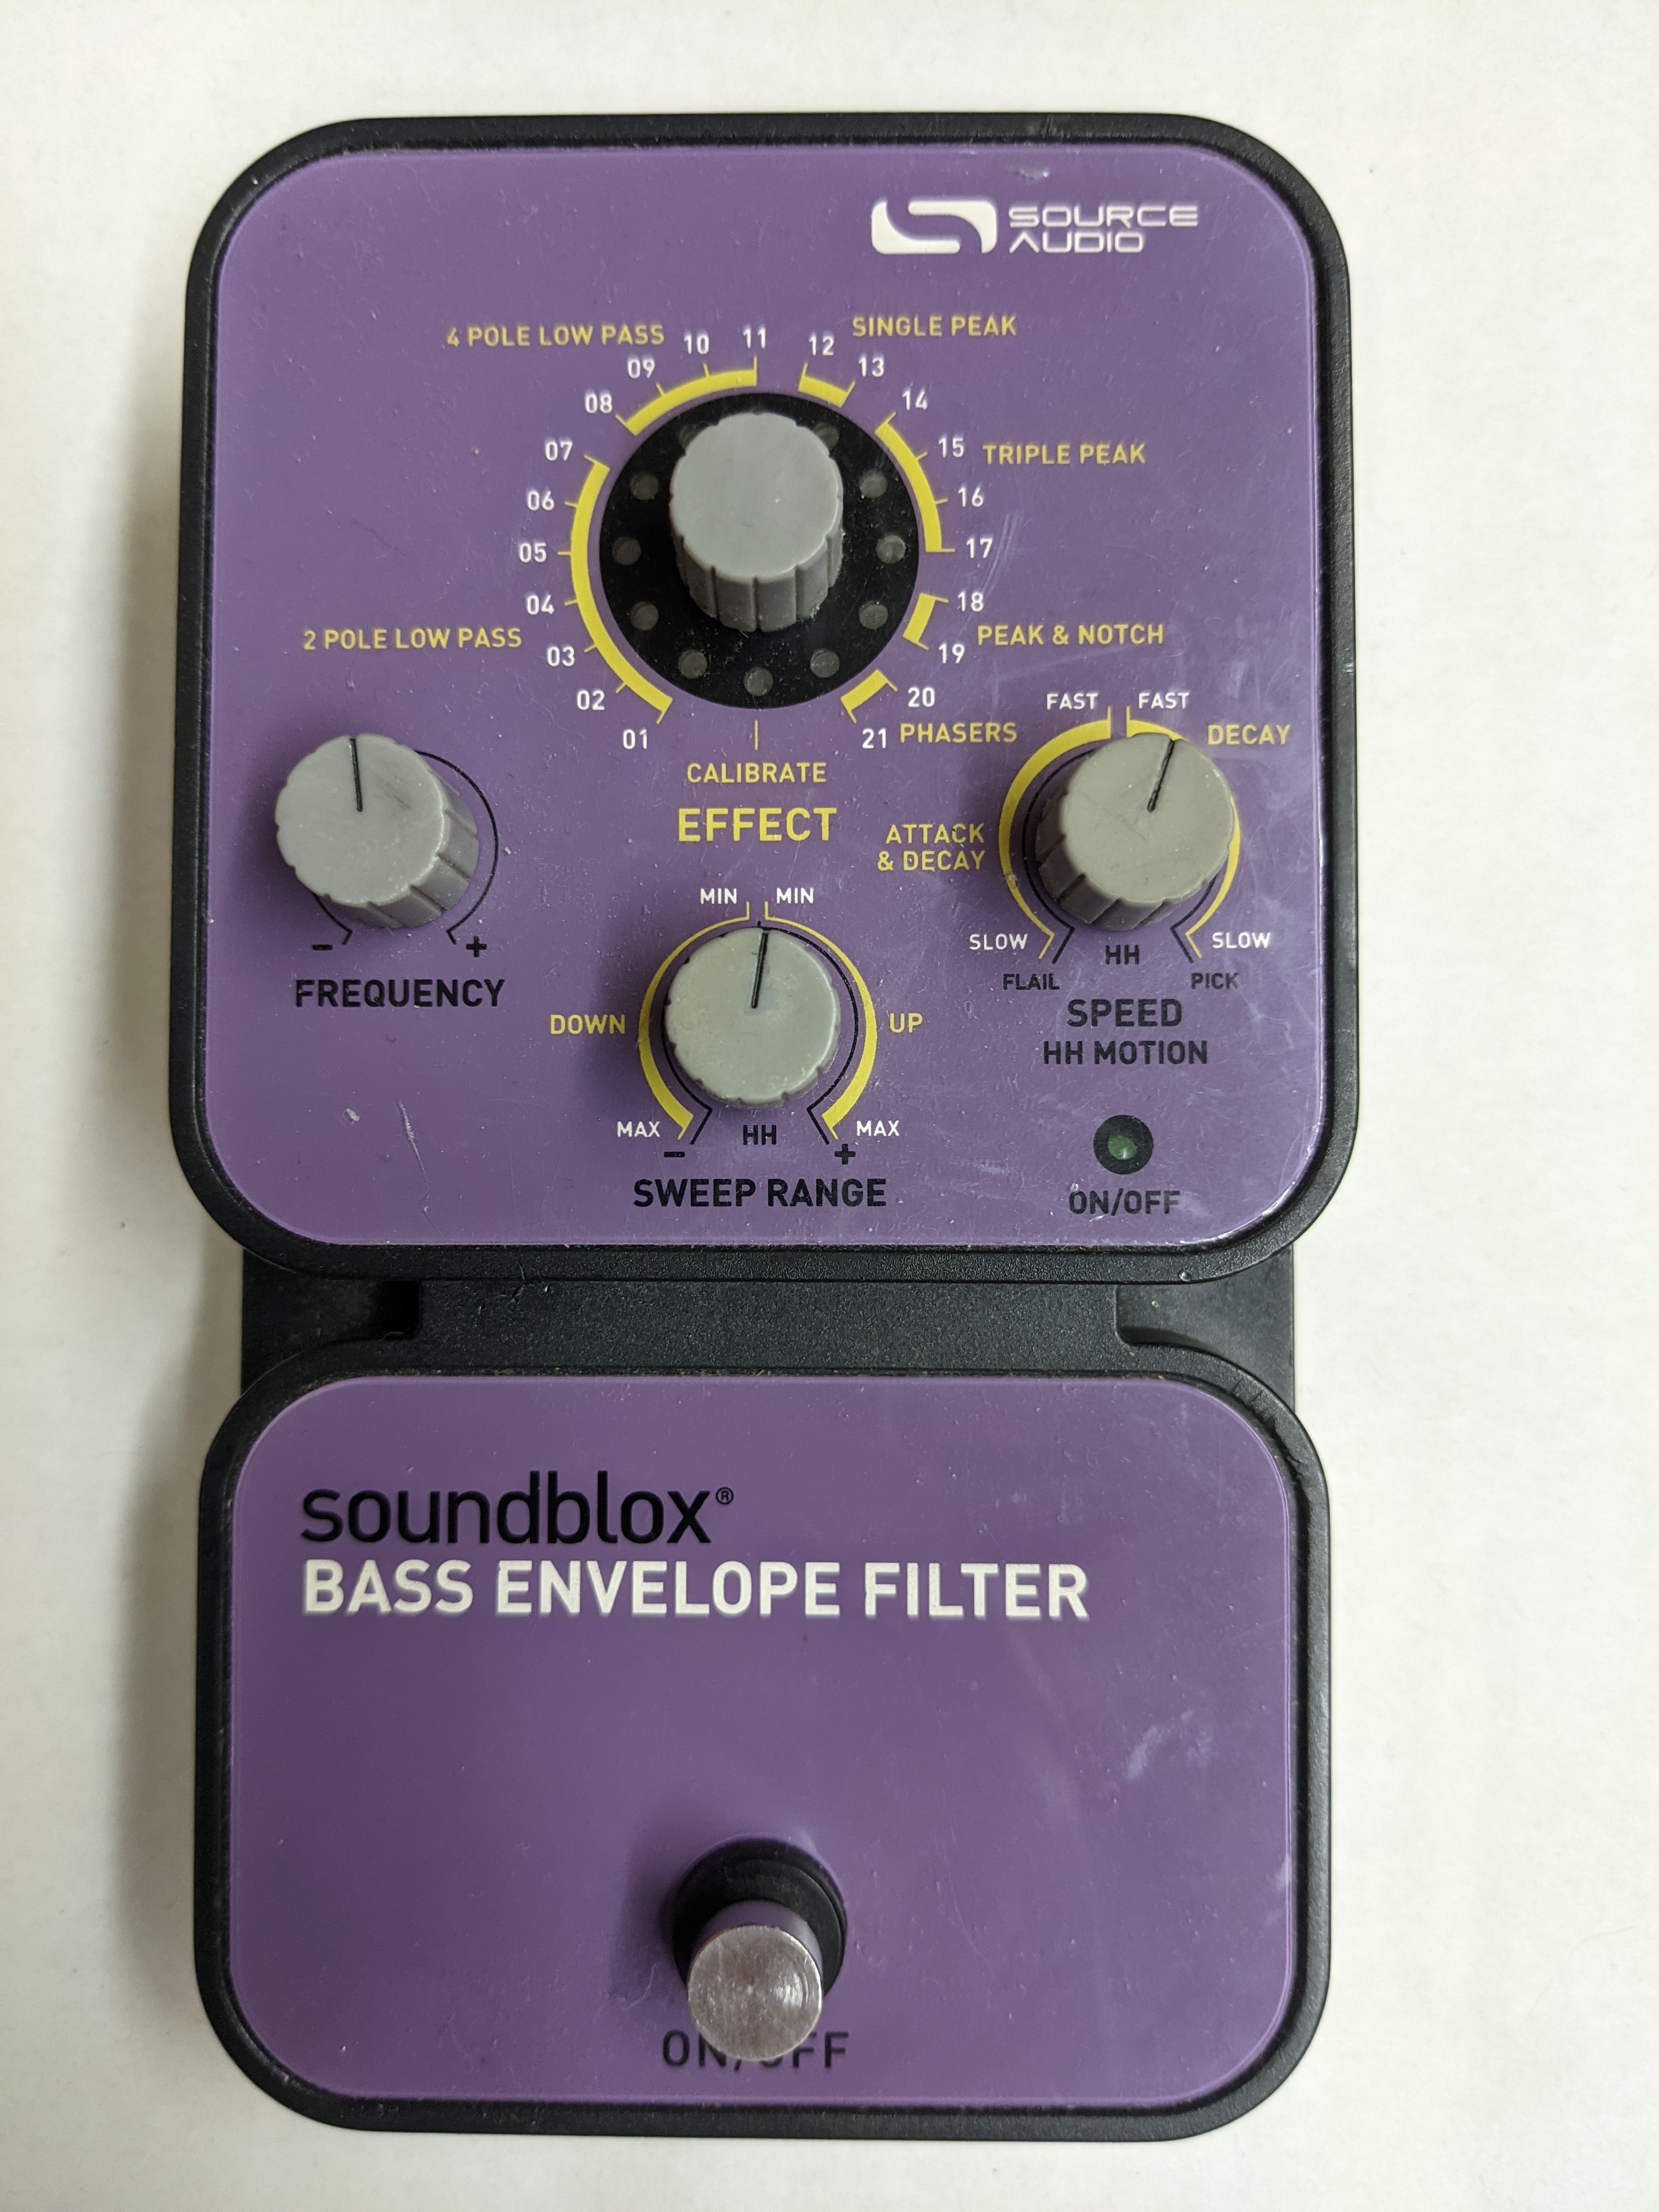 SOURCE
AUDIO
4 POLE LOW PASS
SINGLE PEAK
01
02
03
04
05
06
07
08
09
10
11
12
13
14
15
16
17
18
19
20
21
TRIPLE PEAK
2 POLE LOW PASS
PEAK & NOTCH
PHASERS
CALIBRATE
EFFECT
FAST FAST
DECAY
ATTACK
& DECAY
SLOW HH SLOW
FLAIL PICK
SPEED
HH MOTION
- +
FREQUENCY
MIN MIN
DOWN UP
MAX HH MAX
- +
SWEEP RANGE
ON/OFF
soundblox®
BASS ENVELOPE FILTER
ON/OFF